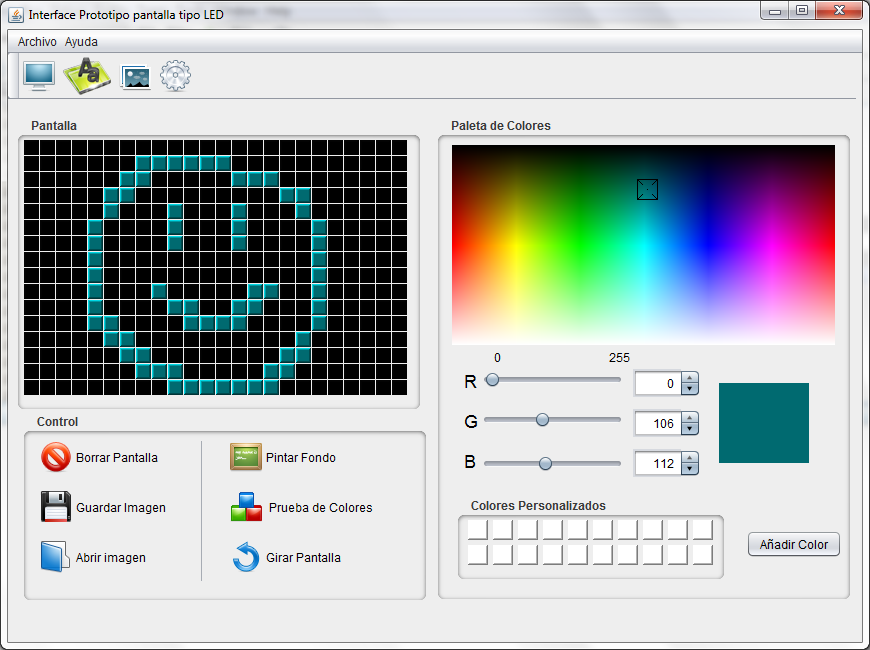 Interface Prototipo pantalla tipo LED
Archivo Ayuda
Aa
Pantalla
Paleta de Colores
0 255
R 0
G 106
B 112
Control
Borrar Pantalla
Pintar Fondo
Guardar Imagen
Prueba de Colores
Abrir imagen
Girar Pantalla
Colores Personalizados
Añadir Color